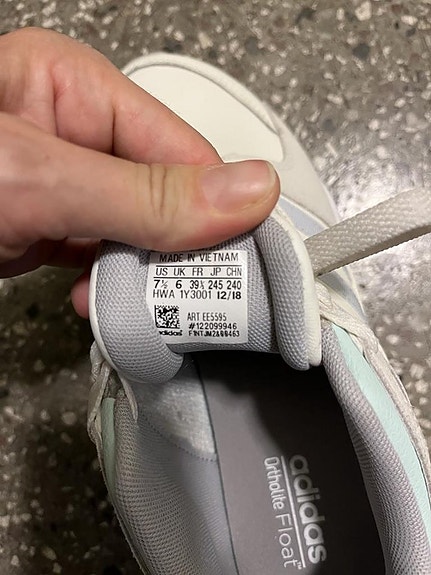 MADE IN VIETNAM
US UK FR JP CHN
7½ 6 39⅓ 245 240
HWA 1Y3001 12/18
ART EE5595
#122099946
adidas
adidas
Ortholite Float™